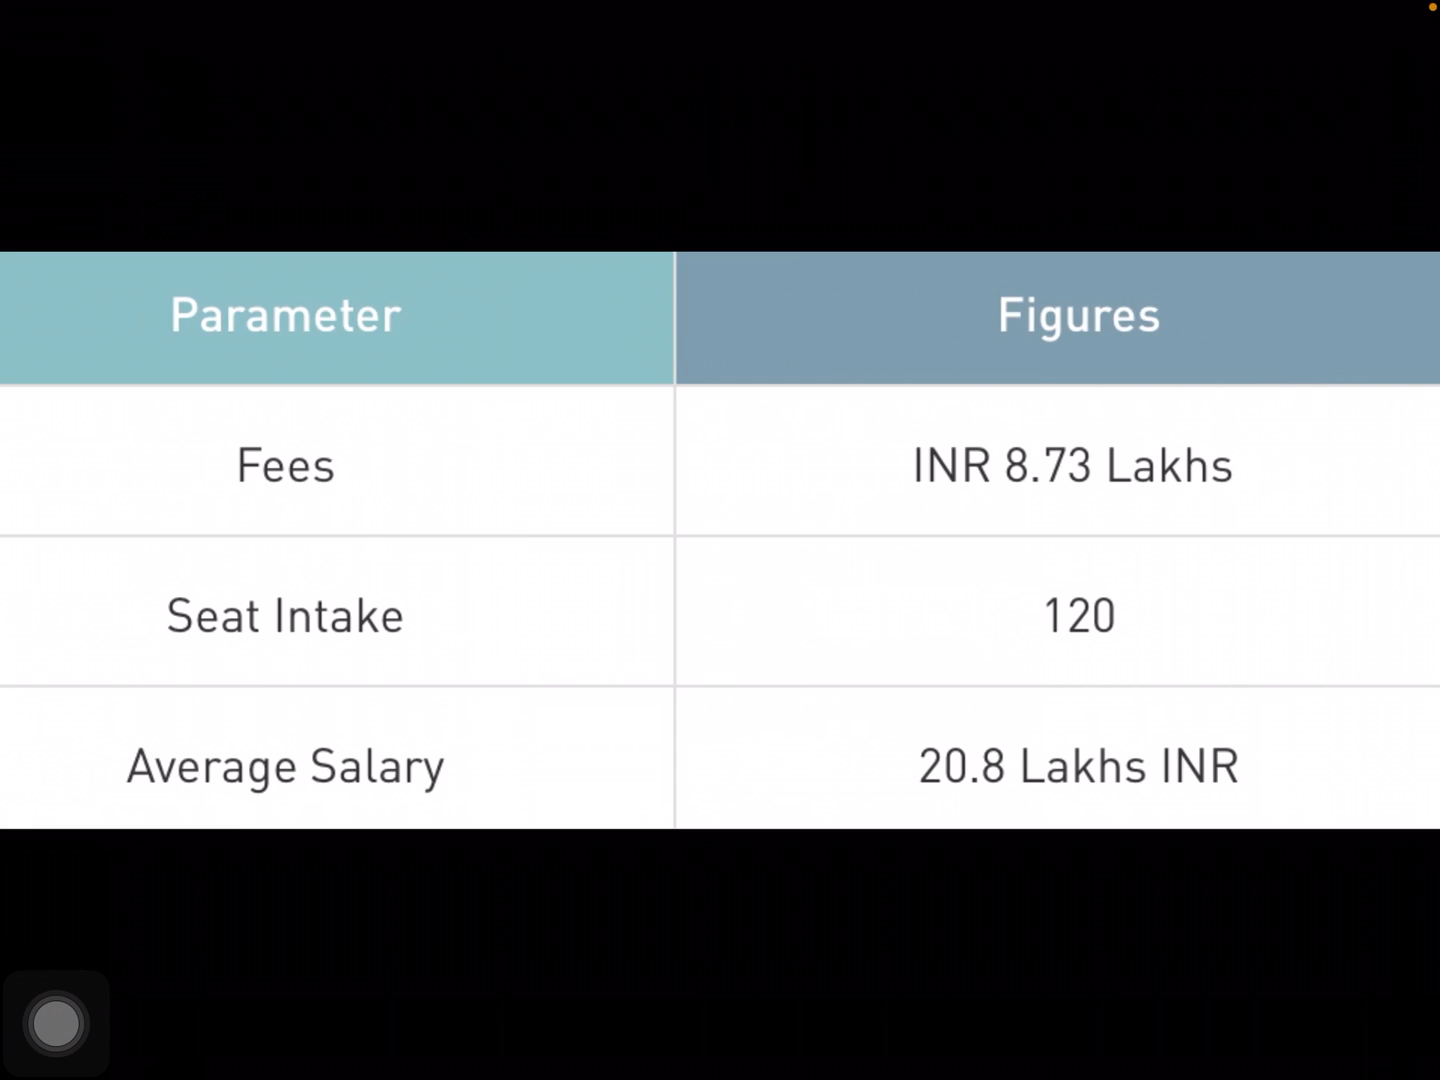 Parameter Figures
Fees INR 8.73 Lakhs
Seat Intake 120
Average Salary 20.8 Lakhs INR